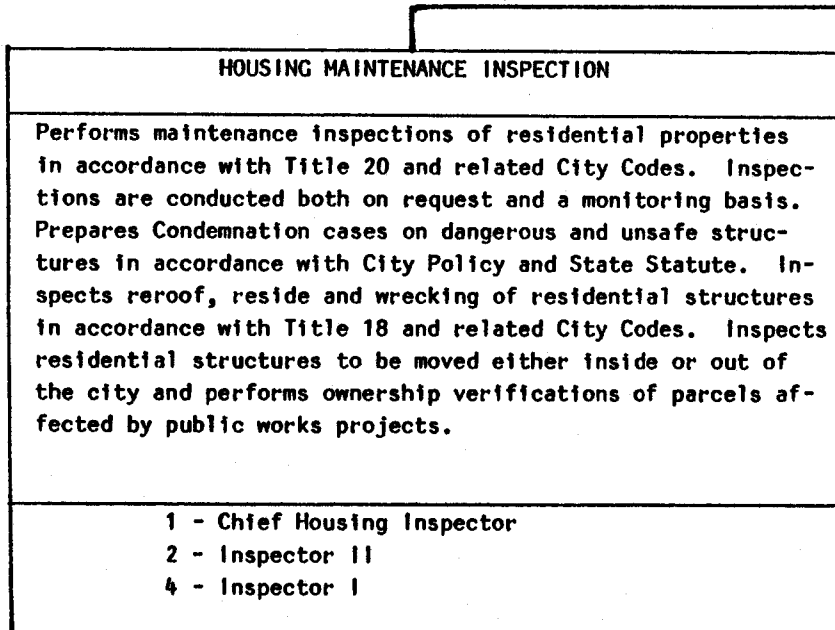 HOUSING MAINTENANCE INSPECTION
Performs maintenance inspections of residential properties
in accordance with Title 20 and related City Codes. Inspec-
tions are conducted both on request and a monitoring basis.
Prepares Condemnation cases on dangerous and unsafe struc-
tures in accordance with City Policy and State Statute. In-
spects reroof, reside and wrecking of residential structures
in accordance with Title 18 and related City Codes. Inspects
residential structures to be moved either inside or out of
the city and performs ownership verifications of parcels af-
fected by public works projects.
1 - Chief Housing Inspector
2 - Inspector II
4 - Inspector I